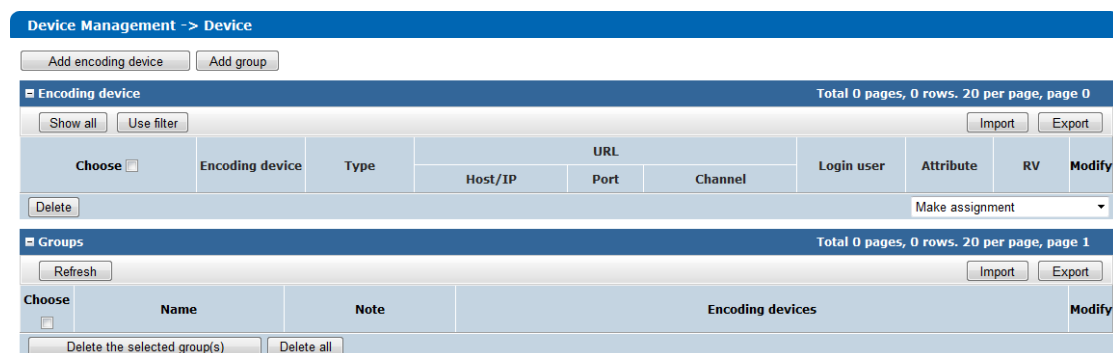 Device Management -> Device
Add encoding device Add group
Encoding device Total 0 pages, 0 rows. 20 per page, page 0
Show all Use filter Import Export
Choose Encoding device Type URL Login user Attribute RV Modify
Host/IP Port Channel
Delete Make assignment
Groups Total 0 pages, 0 rows. 20 per page, page 1
Refresh Import Export
Choose Name Note Encoding devices Modify
Delete the selected group(s) Delete all